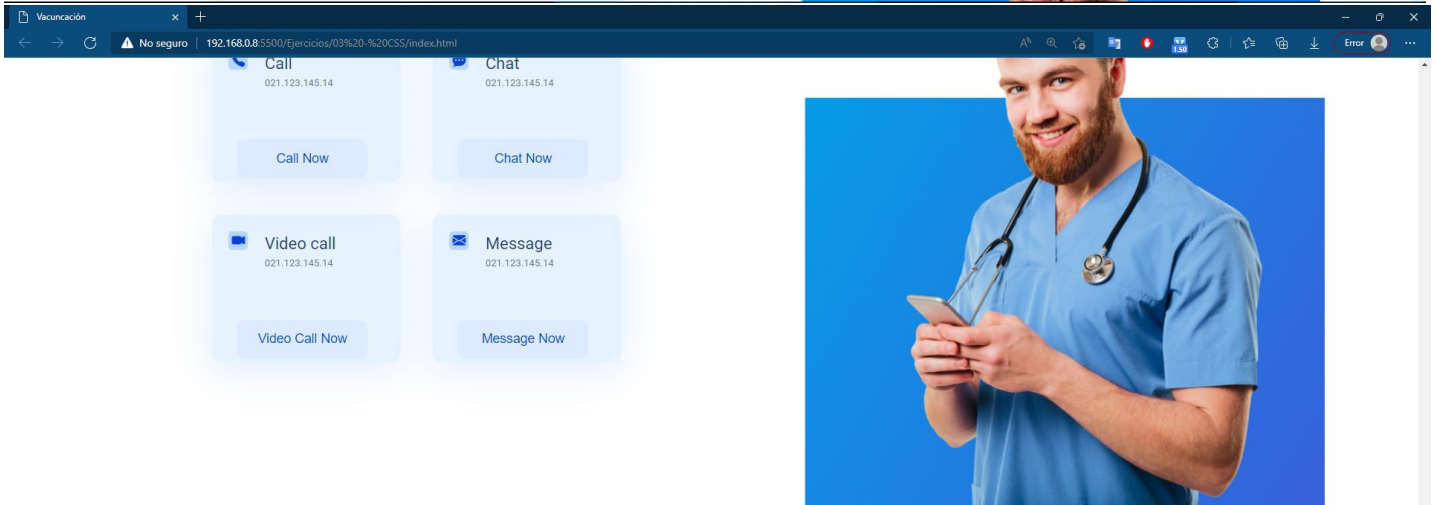 Vacuncación
No seguro | 192.168.0.8:5500/Ejercicios/03%20-%20CSS/index.html
1.50
Error
Call
021.123.145.14
Call Now
Chat
021.123.145.14
Chat Now
Video call
021.123.145.14
Video Call Now
Message
021.123.145.14
Message Now